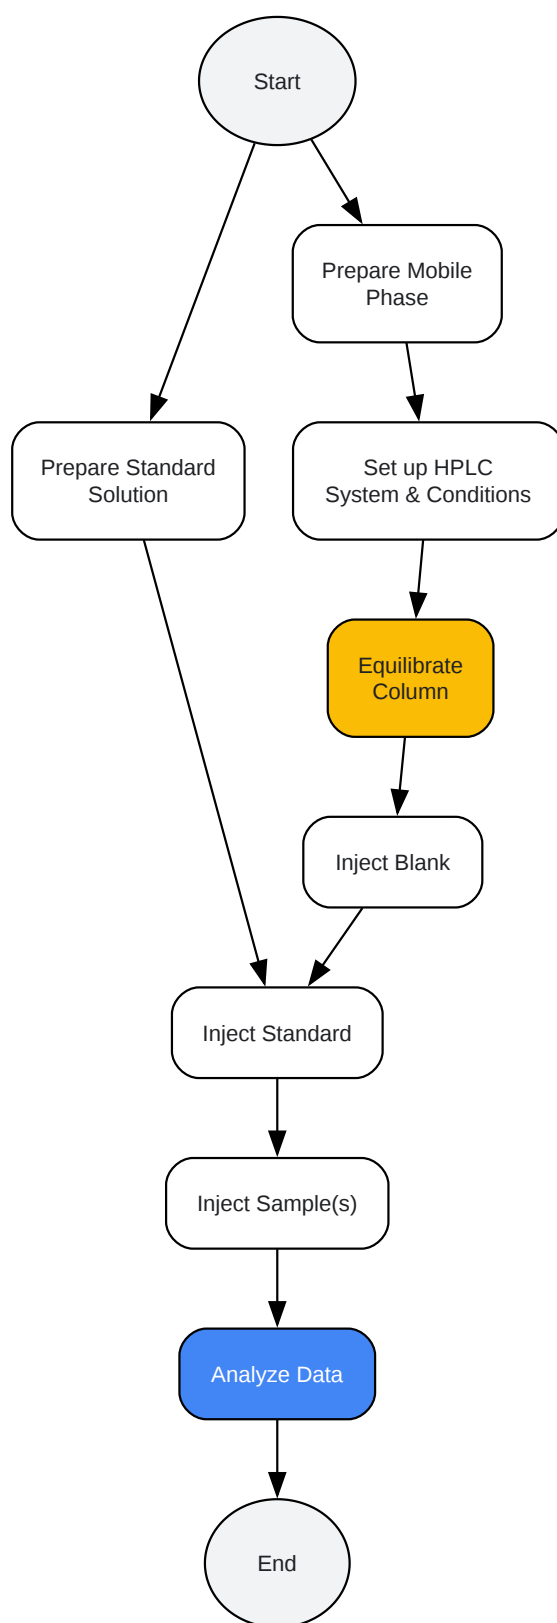 Start
Prepare Mobile
Phase
Prepare Standard
Solution
Set up HPLC
System & Conditions
Equilibrate
Column
Inject Blank
Inject Standard
Inject Sample(s)
Analyze Data
End